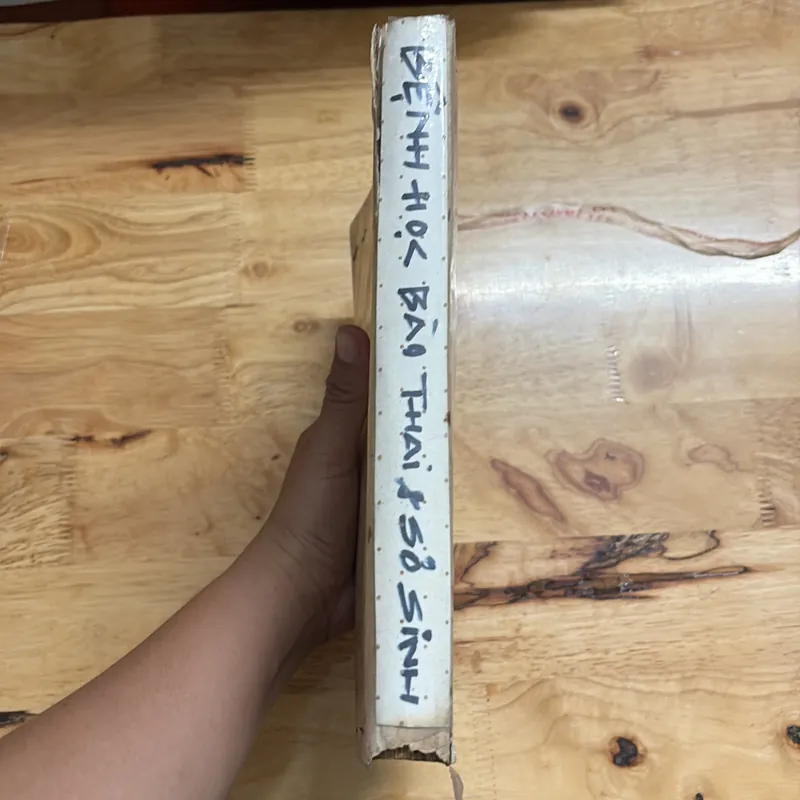 BỆNH HỌC BÀO THAI & SƠ SINH